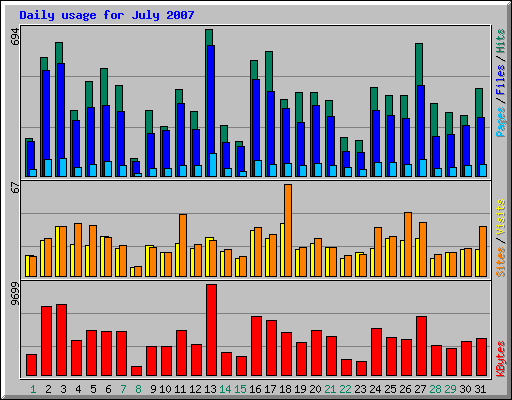 Daily usage for July 2007
694
67
9699
Pages / Files / Hits
Sites / Visits
KBytes
1 2 3 4 5 6 7 8 9 10 11 12 13 14 15 16 17 18 19 20 21 22 23 24 25 26 27 28 29 30 31